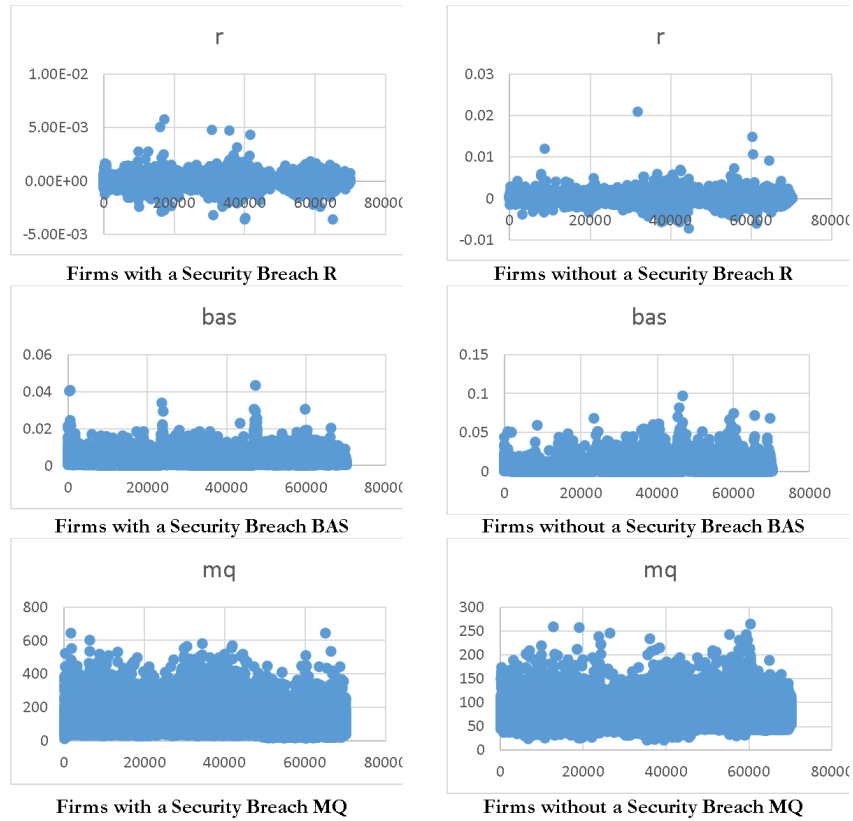 r
1.00E-02
5.00E-03
0.00E+00
-5.00E-03
0 20000 40000 60000 80000
Firms with a Security Breach R
r
0.03
0.02
0.01
0
-0.01
0 20000 40000 60000 80000
Firms without a Security Breach R
bas
0.06
0.04
0.02
0
0 20000 40000 60000 80000
Firms with a Security Breach BAS
bas
0.15
0.1
0.05
0
0 20000 40000 60000 80000
Firms without a Security Breach BAS
mq
800
600
400
200
0
0 20000 40000 60000 80000
Firms with a Security Breach MQ
mq
300
250
200
150
100
50
0
0 20000 40000 60000 80000
Firms without a Security Breach MQ